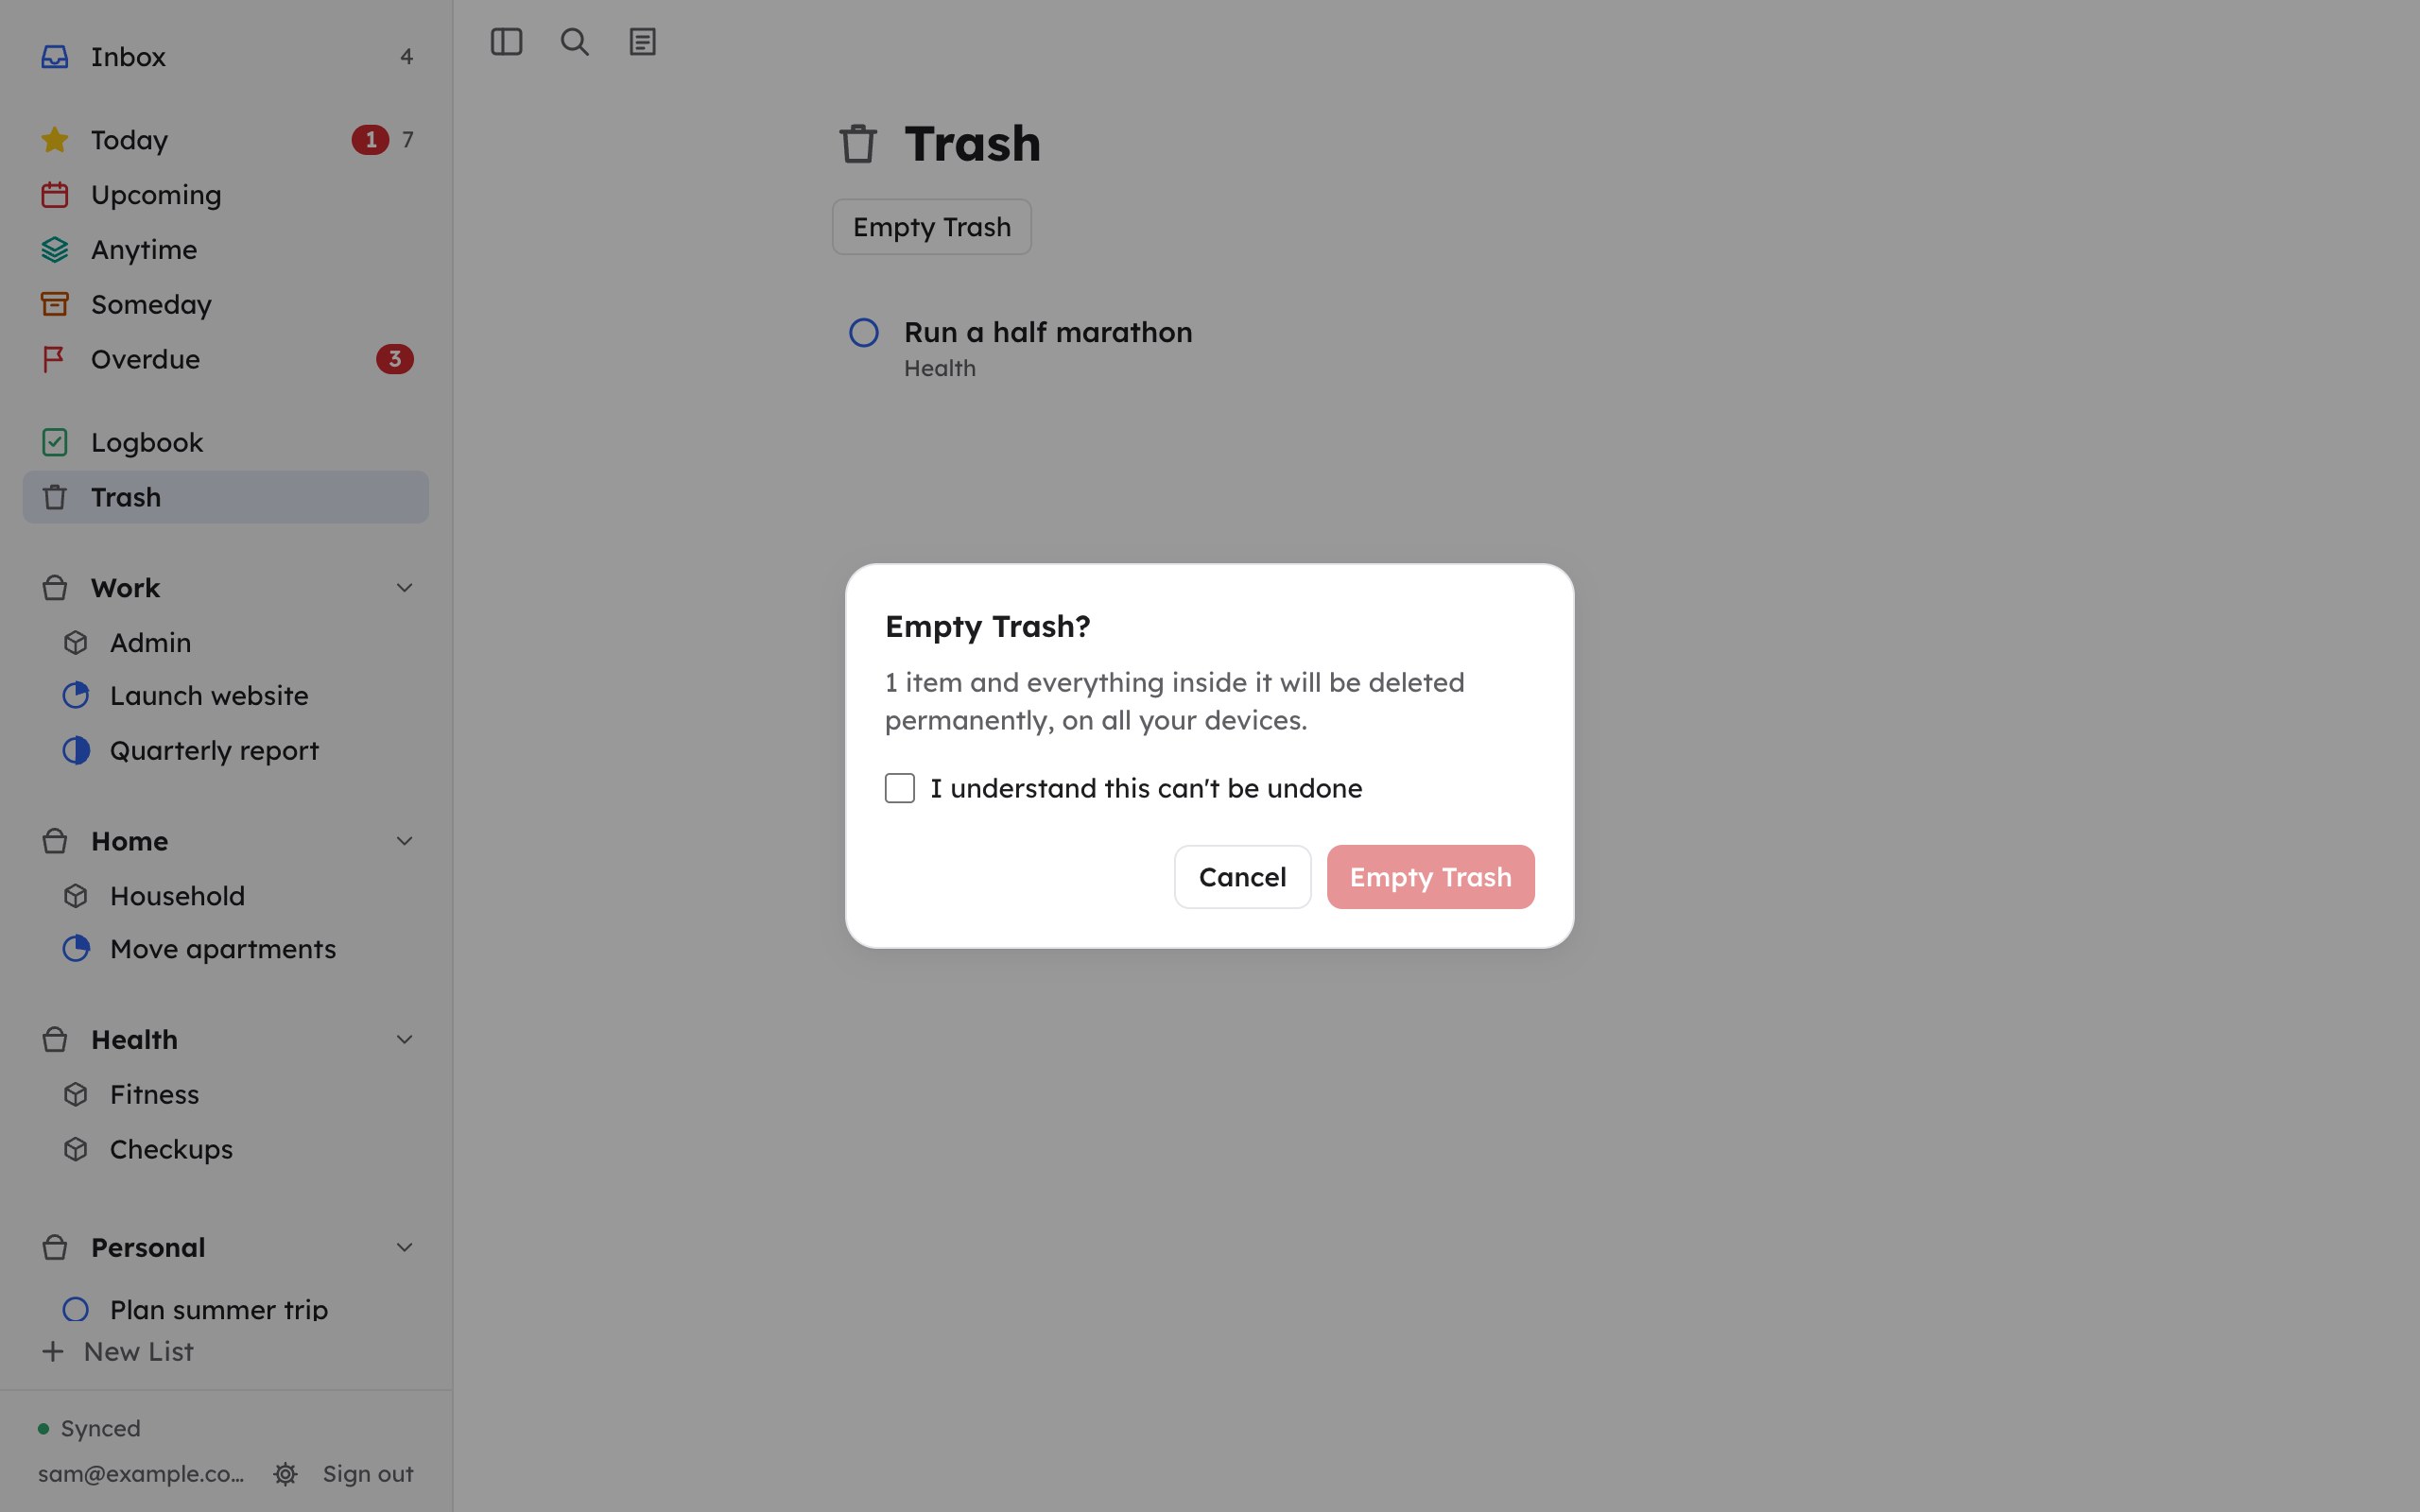 Inbox 4
Today 1 7
Upcoming
Anytime
Someday
Overdue 3
Logbook
Trash
Work
Admin
Launch website
Quarterly report
Home
Household
Move apartments
Health
Fitness
Checkups
Personal
Plan summer trip
New List
Synced
sam@example.co... Sign out
Trash
Empty Trash
Run a half marathon
Health
Empty Trash?
1 item and everything inside it will be deleted
permanently, on all your devices.
I understand this can't be undone
Cancel Empty Trash